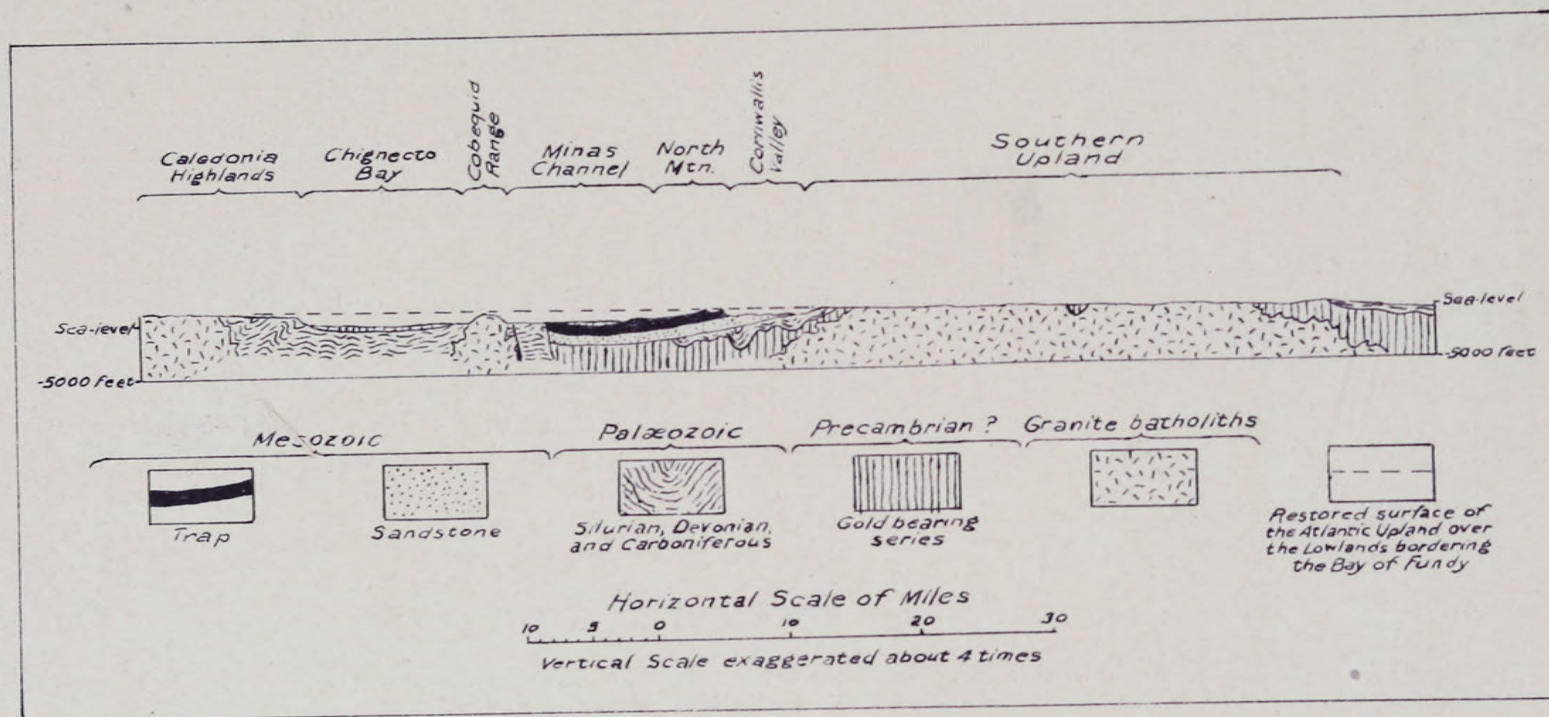 Caledonia
Highlands
Chignecto
Bay
Cobequid
Range
Minas
Channel
North
Mtn.
Cornwallis
Valley
Southern
Upland
Sea-level
-5000 feet
Sea-level
-5000 feet
Mesozoic
Palæozoic
Precambrian ?
Granite batholiths
Trap
Sandstone
Silurian, Devonian,
and Carboniferous
Gold bearing
series
Restored surface of
the Atlantic Upland over
the Lowlands bordering
the Bay of Fundy
Horizontal Scale of Miles
10 5 0 10 20 30
Vertical Scale exaggerated about 4 times